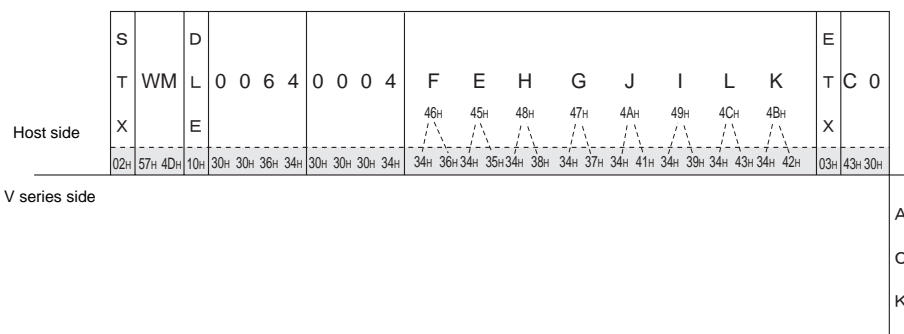 S D E
T WM L 0 0 6 4 0 0 0 4 F E H G J I L K T C 0
46H 45H 48H 47H 4AH 49H 4CH 4BH
Host side X E X
02H 57H 4DH 10H 30H 30H 36H 34H 30H 30H 30H 34H 34H 36H 34H 35H 34H 38H 34H 37H 34H 41H 34H 39H 34H 43H 34H 42H 03H 43H 30H
V series side
A
C
K